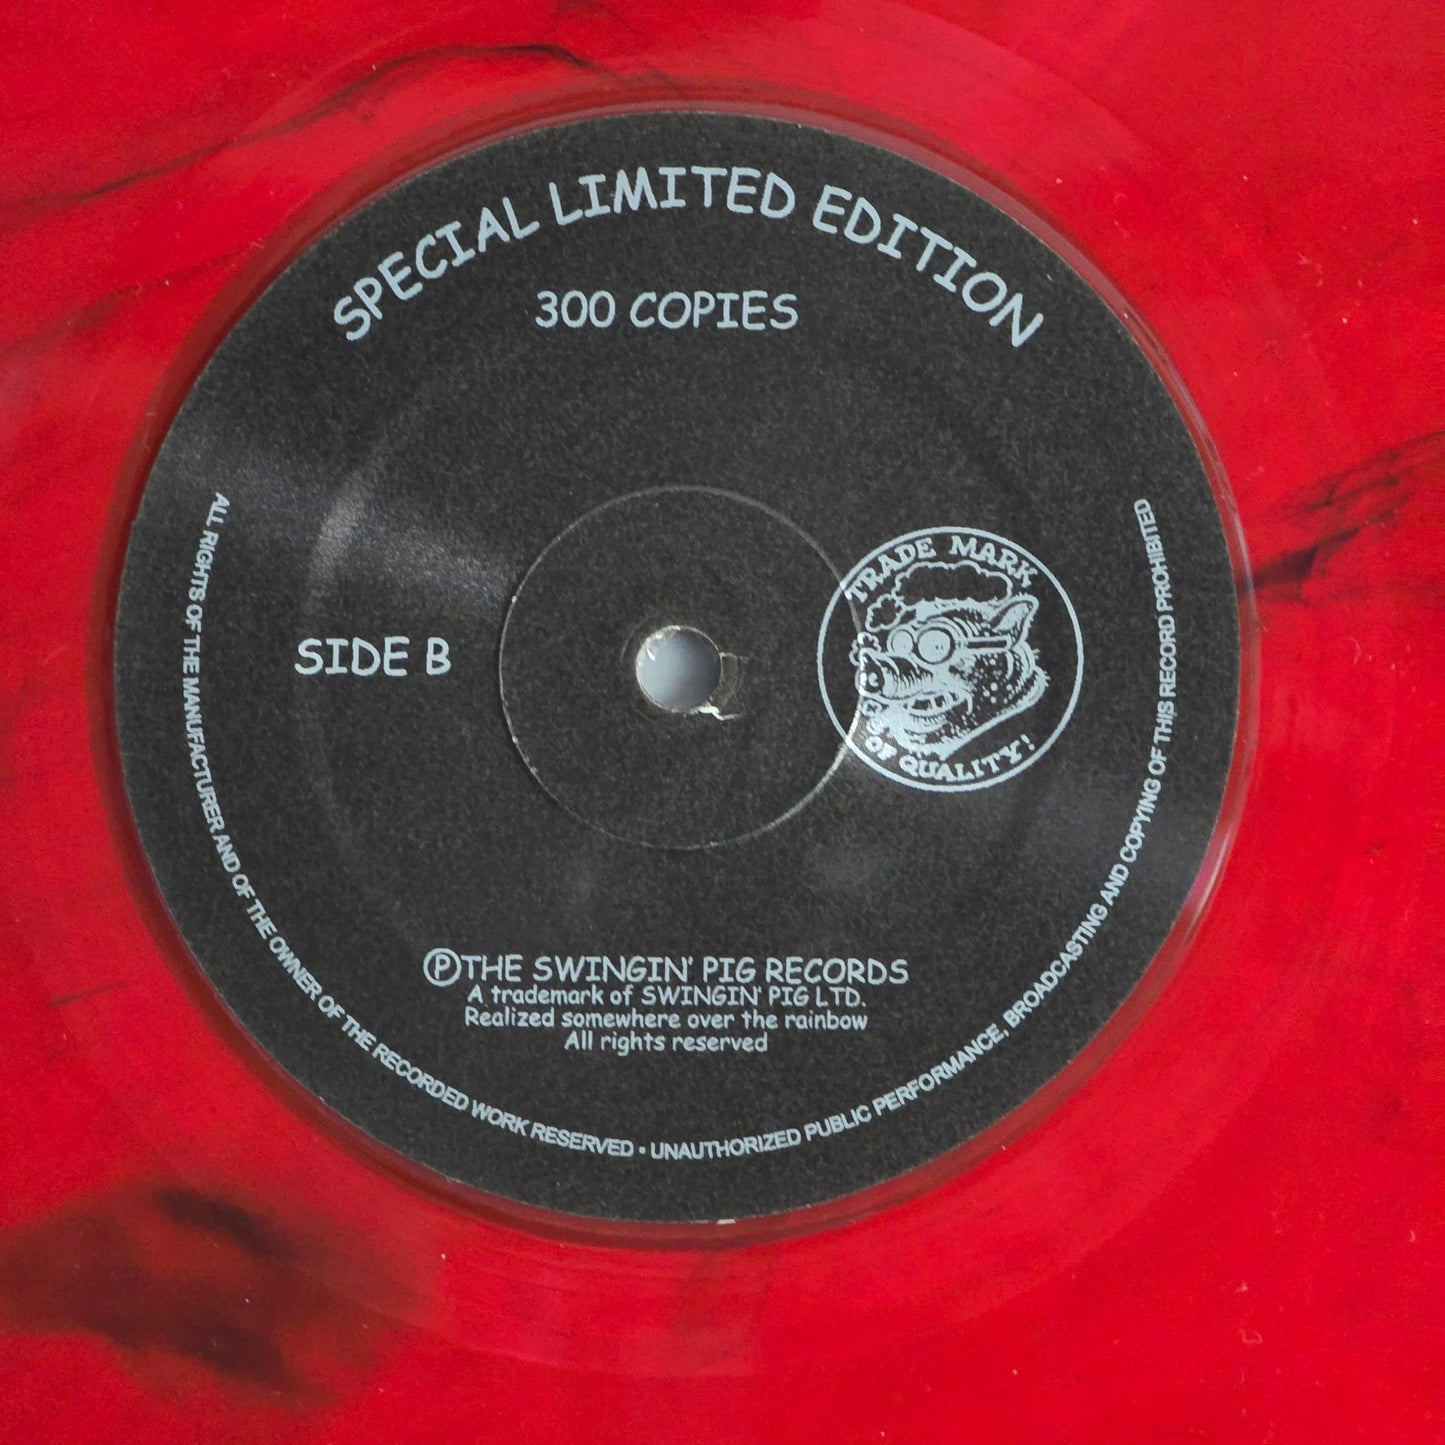 SPECIAL LIMITED EDITION
300 COPIES
SIDE B
TRADE MARK
OF QUALITY!
ⓅTHE SWINGIN' PIG RECORDS
A trademark of SWINGIN' PIG LTD.
Realized somewhere over the rainbow
All rights reserved
ALL RIGHTS OF THE MANUFACTURER AND OF THE OWNER OF THE RECORDED WORK RESERVED • UNAUTHORIZED PUBLIC PERFORMANCE, BROADCASTING AND COPYING OF THIS RECORD PROHIBITED